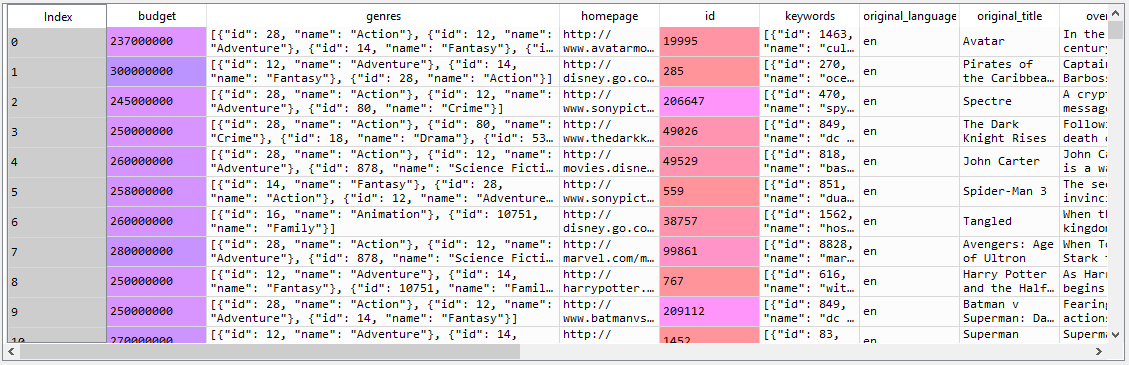 Index budget genres homepage id keywords original_language original_title over
0 237000000 [{"id": 28, "name": "Action"}, {"id": 12, "name": "Adventure"}, {"id": 14, "name": "Fantasy"}, {"i… http:// www.avatarmo… 19995 [{"id": 1463, "name": "cul… en Avatar In the century
1 300000000 [{"id": 12, "name": "Adventure"}, {"id": 14, "name": "Fantasy"}, {"id": 28, "name": "Action"}] http:// disney.go.co… 285 [{"id": 270, "name": "oce… en Pirates of the Caribbea… Captai Barbos
2 245000000 [{"id": 28, "name": "Action"}, {"id": 12, "name": "Adventure"}, {"id": 80, "name": "Crime"}] http:// www.sonypict… 206647 [{"id": 470, "name": "spy… en Spectre A cryp message
3 250000000 [{"id": 28, "name": "Action"}, {"id": 80, "name": "Crime"}, {"id": 18, "name": "Drama"}, {"id": 53… http:// www.thedarkk… 49026 [{"id": 849, "name": "dc … en The Dark Knight Rises Followi death
4 260000000 [{"id": 28, "name": "Action"}, {"id": 12, "name": "Adventure"}, {"id": 878, "name": "Science Ficti… http:// movies.disne… 49529 [{"id": 818, "name": "bas… en John Carter John C is a wa
5 258000000 [{"id": 14, "name": "Fantasy"}, {"id": 28, "name": "Action"}, {"id": 12, "name": "Adventure… http:// www.sonypict… 559 [{"id": 851, "name": "dua… en Spider-Man 3 The se invinci
6 260000000 [{"id": 16, "name": "Animation"}, {"id": 10751, "name": "Family"}] http:// disney.go.co… 38757 [{"id": 1562, "name": "hos… en Tangled When th kingdo
7 280000000 [{"id": 28, "name": "Action"}, {"id": 12, "name": "Adventure"}, {"id": 878, "name": "Science Ficti… http:// marvel.com/m… 99861 [{"id": 8828, "name": "mar… en Avengers: Age of Ultron When To Stark
8 250000000 [{"id": 12, "name": "Adventure"}, {"id": 14, "name": "Fantasy"}, {"id": 10751, "name": "Famil… http:// harrypotter.… 767 [{"id": 616, "name": "wit… en Harry Potter and the Half… As Har begins
9 250000000 [{"id": 28, "name": "Action"}, {"id": 12, "name": "Adventure"}, {"id": 14, "name": "Fantasy"}] http:// www.batmanvs… 209112 [{"id": 849, "name": "dc … en Batman v Superman: Da… Fearing actions
10 270000000 [{"id": 12, "name": "Adventure"}, {"id": 14, http:// 1452 [{"id": 83, en Superman Superma